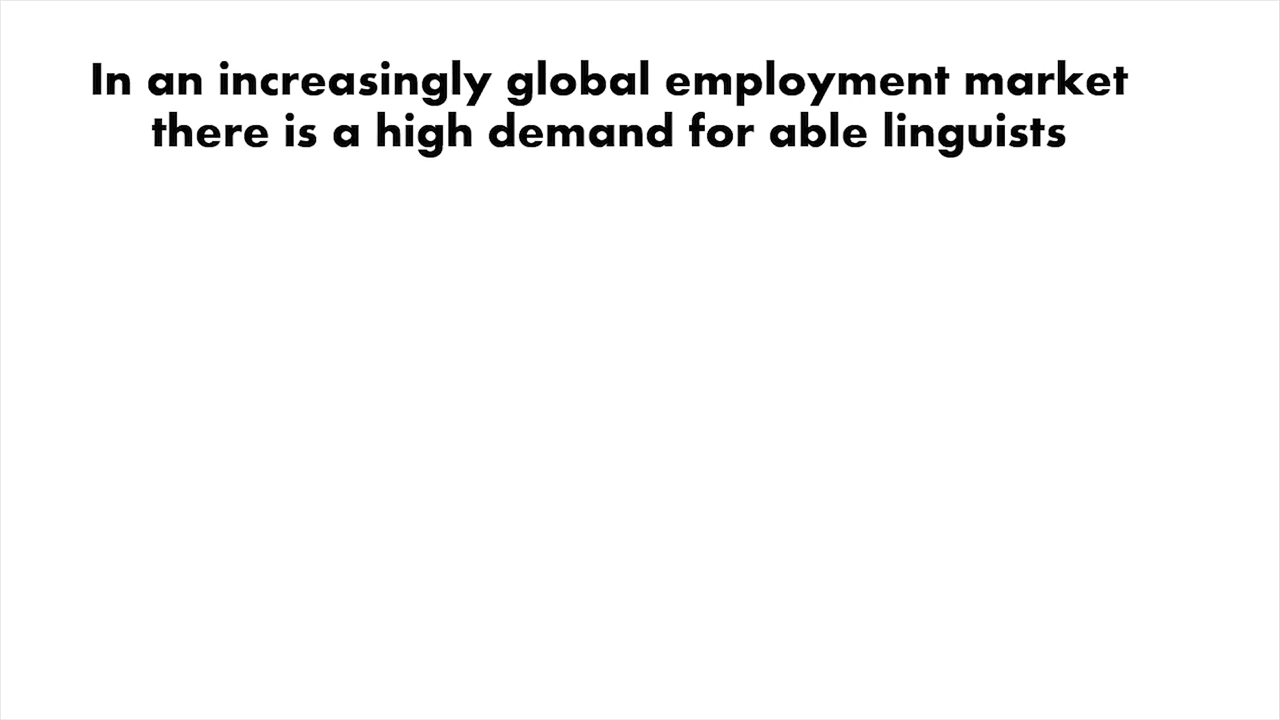 In an increasingly global employment market
there is a high demand for able linguists